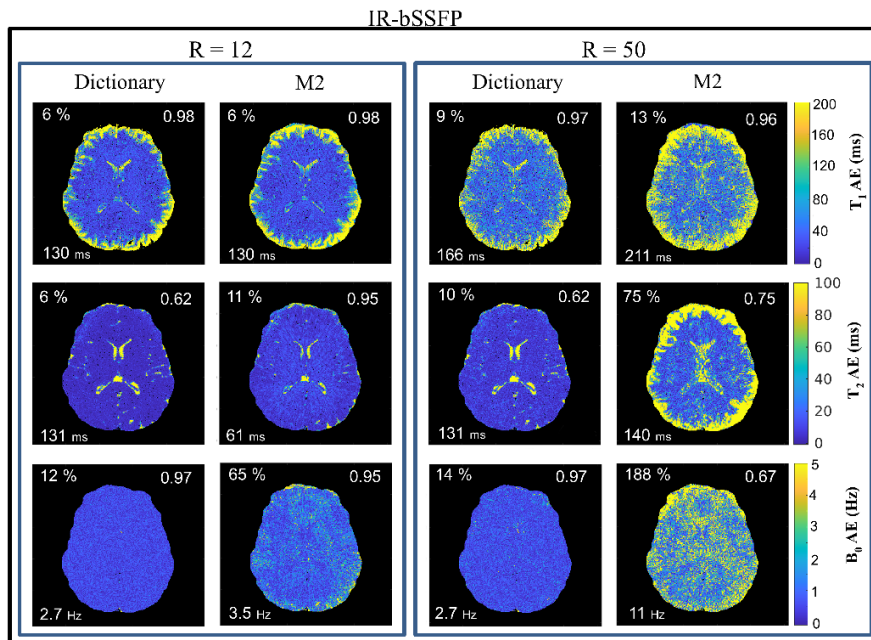 IR-bSSFP
R = 12
R = 50
Dictionary
M2
Dictionary
M2
6 %
0.98
130 ms
6 %
0.98
130 ms
9 %
0.97
166 ms
13 %
0.96
211 ms
200
160
120
80
40
0
T₁ AE (ms)
6 %
0.62
131 ms
11 %
0.95
61 ms
10 %
0.62
131 ms
75 %
0.75
140 ms
100
80
60
40
20
0
T₂ AE (ms)
12 %
0.97
2.7 Hz
65 %
0.95
3.5 Hz
14 %
0.97
2.7 Hz
188 %
0.67
11 Hz
5
4
3
2
1
0
B₀ AE (Hz)